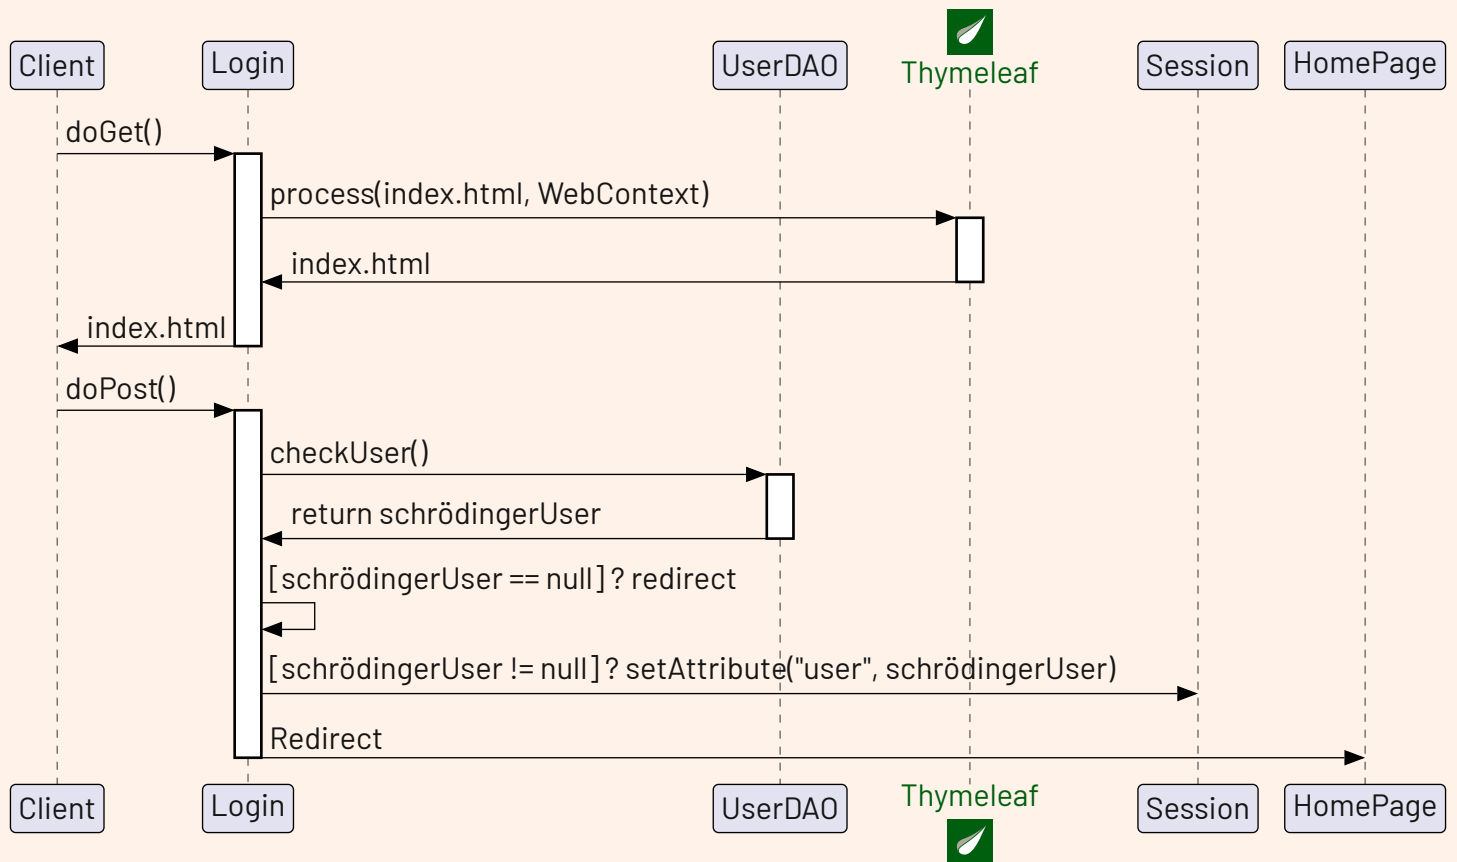 Client
Login
UserDAO
Thymeleaf
Session
HomePage
doGet()
process(index.html, WebContext)
index.html
index.html
doPost()
checkUser()
return schrödingerUser
[schrödingerUser == null] ? redirect
[schrödingerUser != null] ? setAttribute("user", schrödingerUser)
Redirect
Client
Login
UserDAO
Thymeleaf
Session
HomePage